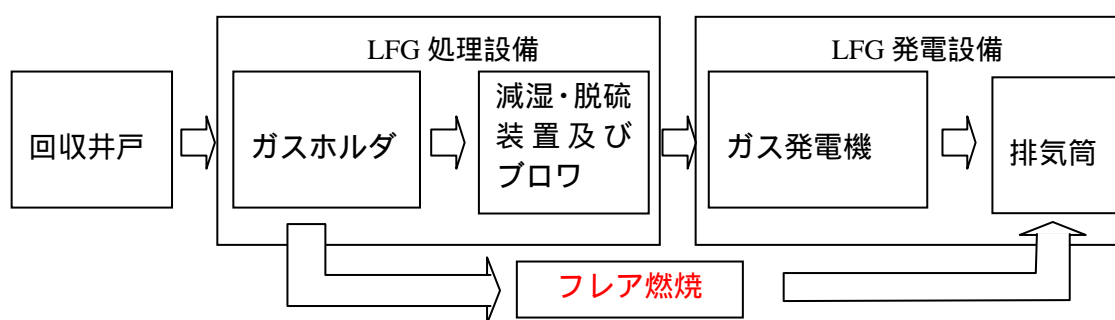 LFG 処理設備
LFG 発電設備
回収井戸
ガスホルダ
減湿・脱硫
装置及び
ブロワ
ガス発電機
排気筒
フレア燃焼